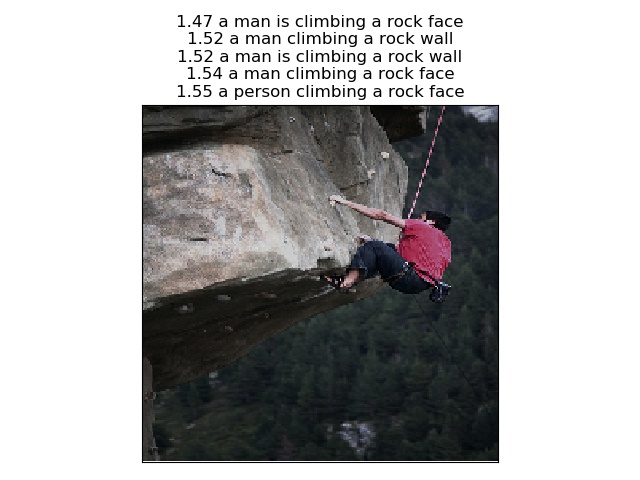 1.47 a man is climbing a rock face
1.52 a man climbing a rock wall
1.52 a man is climbing a rock wall
1.54 a man climbing a rock face
1.55 a person climbing a rock face